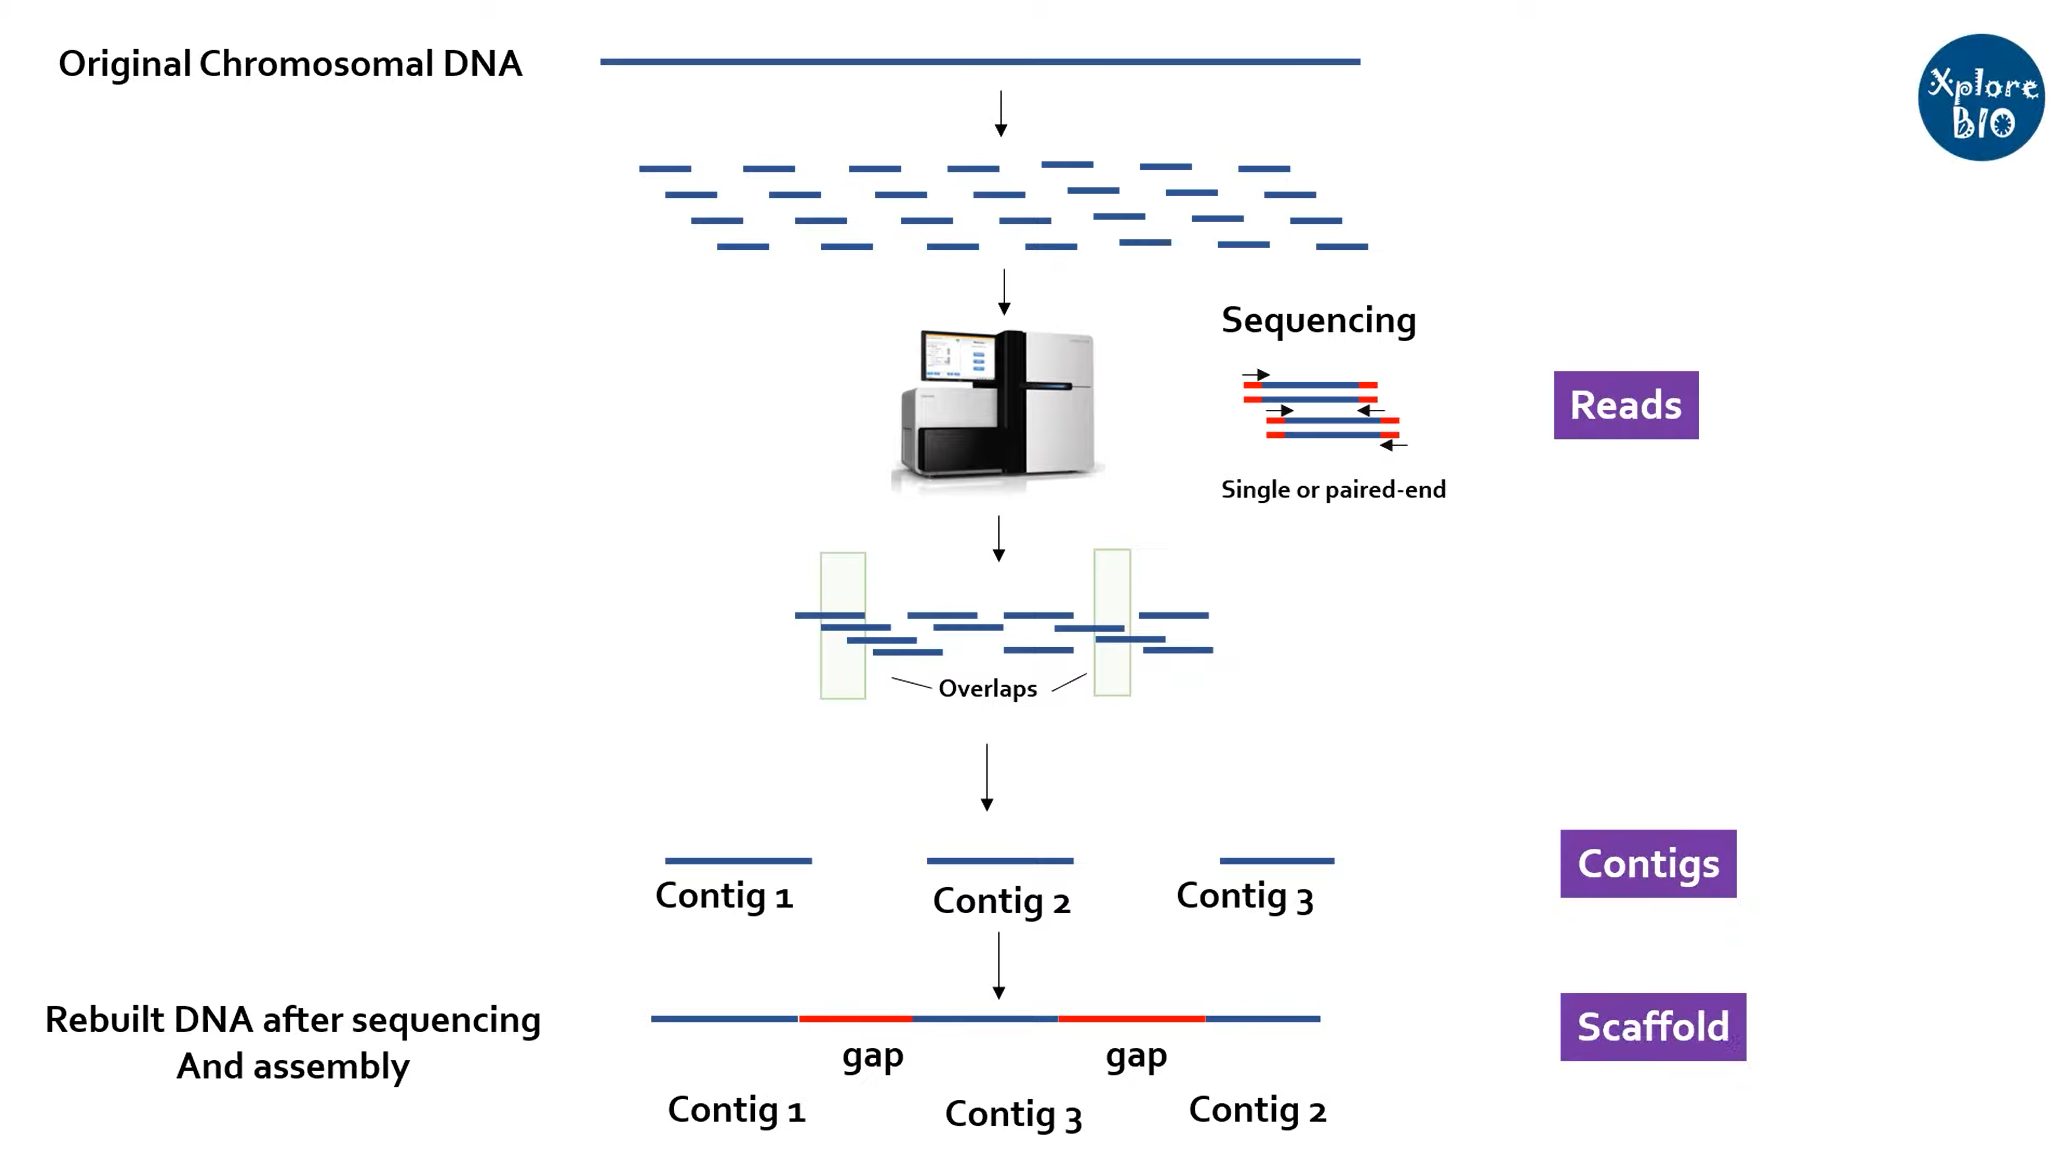 Original Chromosomal DNA
Xplore
BIO
Sequencing
Reads
Single or paired-end
Overlaps
Contigs
Contig 1
Contig 2
Contig 3
Rebuilt DNA after sequencing
And assembly
Scaffold
gap
gap
Contig 1
Contig 3
Contig 2